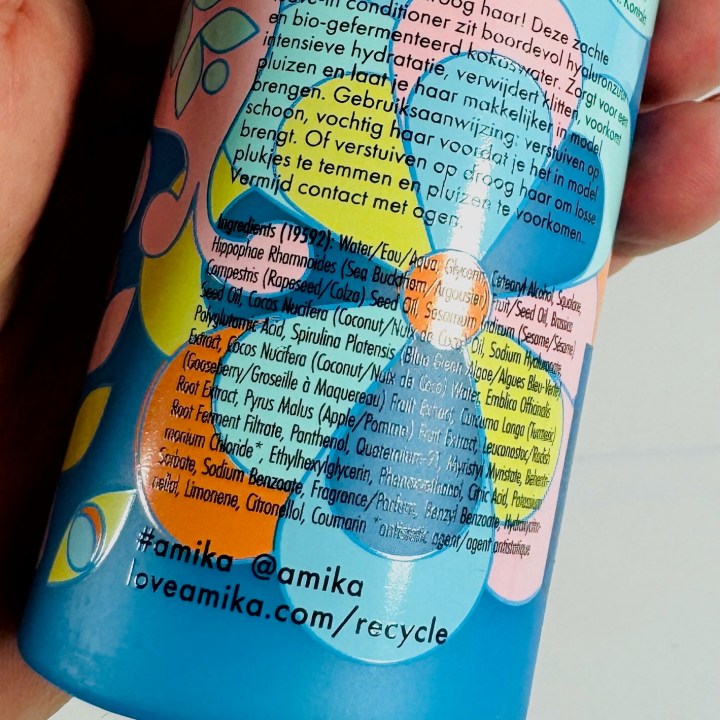 n. Kontakt
droog haar! Deze zachte
leave-in conditioner zit boordevol hyaluronzuur
en bio-gefermenteerd kokoswater. Zorgt voor een
intensieve hydratatie, verwijdert klitten, voorkomt
pluizen en laat je haar makkelijker in model
brengen. Gebruiksaanwijzing: verstuiven op
schoon, vochtig haar voordat je het in model
brengt. Of verstuiven op droog haar om losse
plukjes te temmen en pluizen te voorkomen.
Vermijd contact met ogen.
Ingredients (19592): Water/Eau/Aqua, Glycerin, Cetearyl Alcohol, Squalane,
Hippophae Rhamnoides (Sea Buckthorn/Argousier) Fruit/Seed Oil, Brassica
Campestris (Rapeseed/Colza) Seed Oil, Sesamum Indicum (Sesame/Sésame)
Seed Oil, Cocos Nucifera (Coconut/Nuix de Coco) Oil, Sodium Hyaluronate,
Polyglutamic Acid, Spirulina Platensis (Blue Green Algae/Algues Bleu-Vertes)
Extract, Cocos Nucifera (Coconut/Nuix de Coco) Water, Emblica Officinalis
(Gooseberry/Groseille à Maquereau) Fruit Extract, Curcuma Longa (Turmeric)
Root Extract, Pyrus Malus (Apple/Pomme) Fruit Extract, Leuconostoc/Radish
Root Ferment Filtrate, Panthenol, Quaternium-91, Myristyl Myristate, Behentri-
monium Chloride*, Ethylhexylglycerin, Phenoxyethanol, Citric Acid, Potassium
Sorbate, Sodium Benzoate, Fragrance/Parfum, Benzyl Benzoate, Hydroxycitro-
nellal, Limonene, Citronellol, Coumarin *antistatic agent/agent antistatique
#amika @amika
loveamika.com/recycle